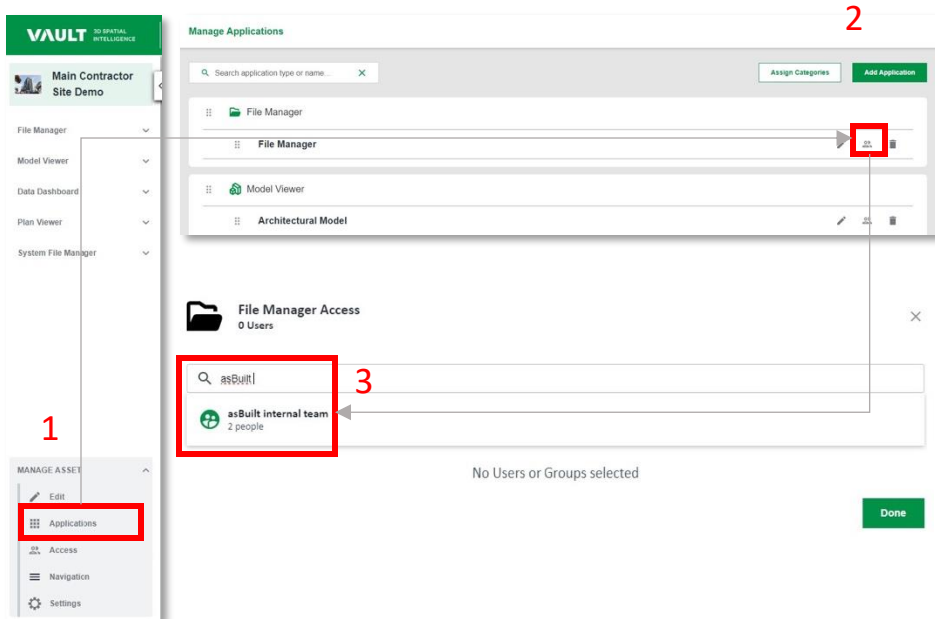 VAULT 3D SPATIAL
INTELLIGENCE
Main Contractor
Site Demo
File Manager
Model Viewer
Data Dashboard
Plan Viewer
System File Manager
1
MANAGE ASSET
Edit
Applications
Access
Navigation
Settings
2
Manage Applications
Search application type or name...
Assign Categories
Add Application
File Manager
File Manager
Model Viewer
Architectural Model
File Manager Access
0 Users
3
asBuilt
asBuilt internal team
2 people
No Users or Groups selected
Done